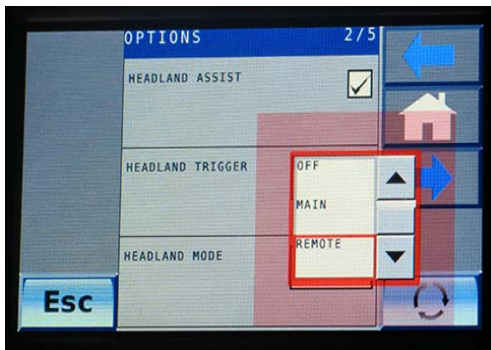 OPTIONS 2/5
HEADLAND ASSIST
OFF
HEADLAND TRIGGER
MAIN
REMOTE
HEADLAND MODE
Esc